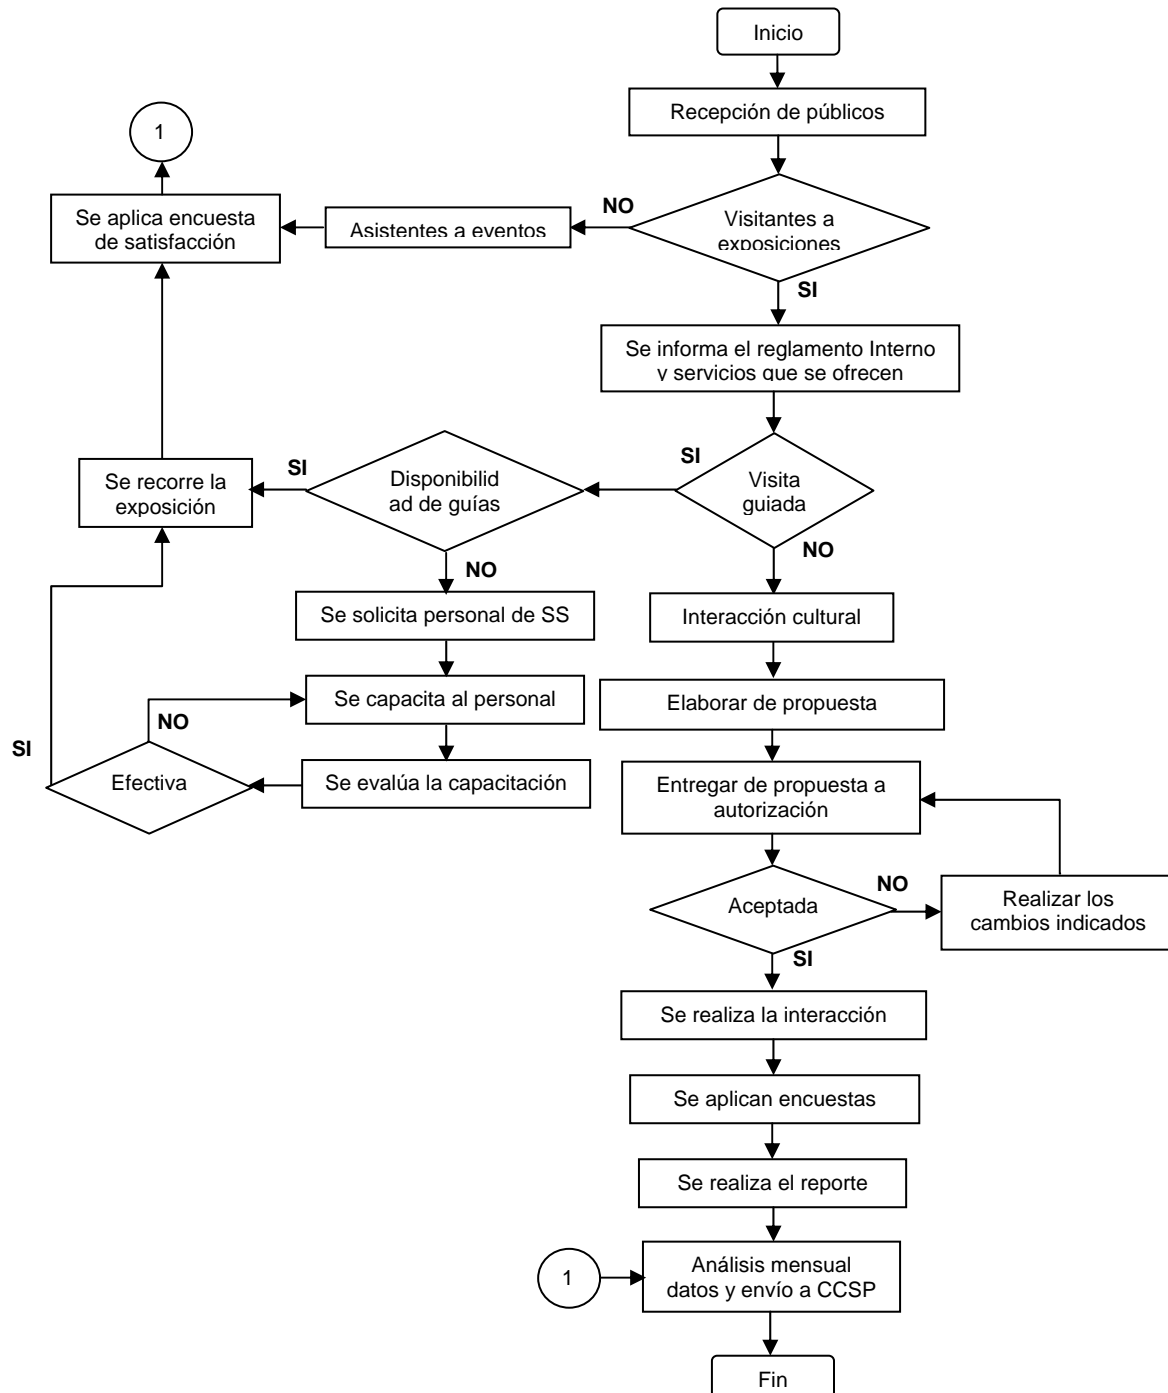 Inicio
Recepción de públicos
1
Se aplica encuesta
de satisfacción
Asistentes a eventos
NO
Visitantes a
exposiciones
SI
Se informa el reglamento Interno
y servicios que se ofrecen
Se recorre la
exposición
SI
Disponibilid
ad de guías
SI
Visita
guiada
NO
NO
Se solicita personal de SS
Interacción cultural
Se capacita al personal
Elaborar de propuesta
NO
SI
Efectiva
Se evalúa la capacitación
Entregar de propuesta a
autorización
Aceptada
NO
Realizar los
cambios indicados
SI
Se realiza la interacción
Se aplican encuestas
Se realiza el reporte
1
Análisis mensual
datos y envío a CCSP
Fin